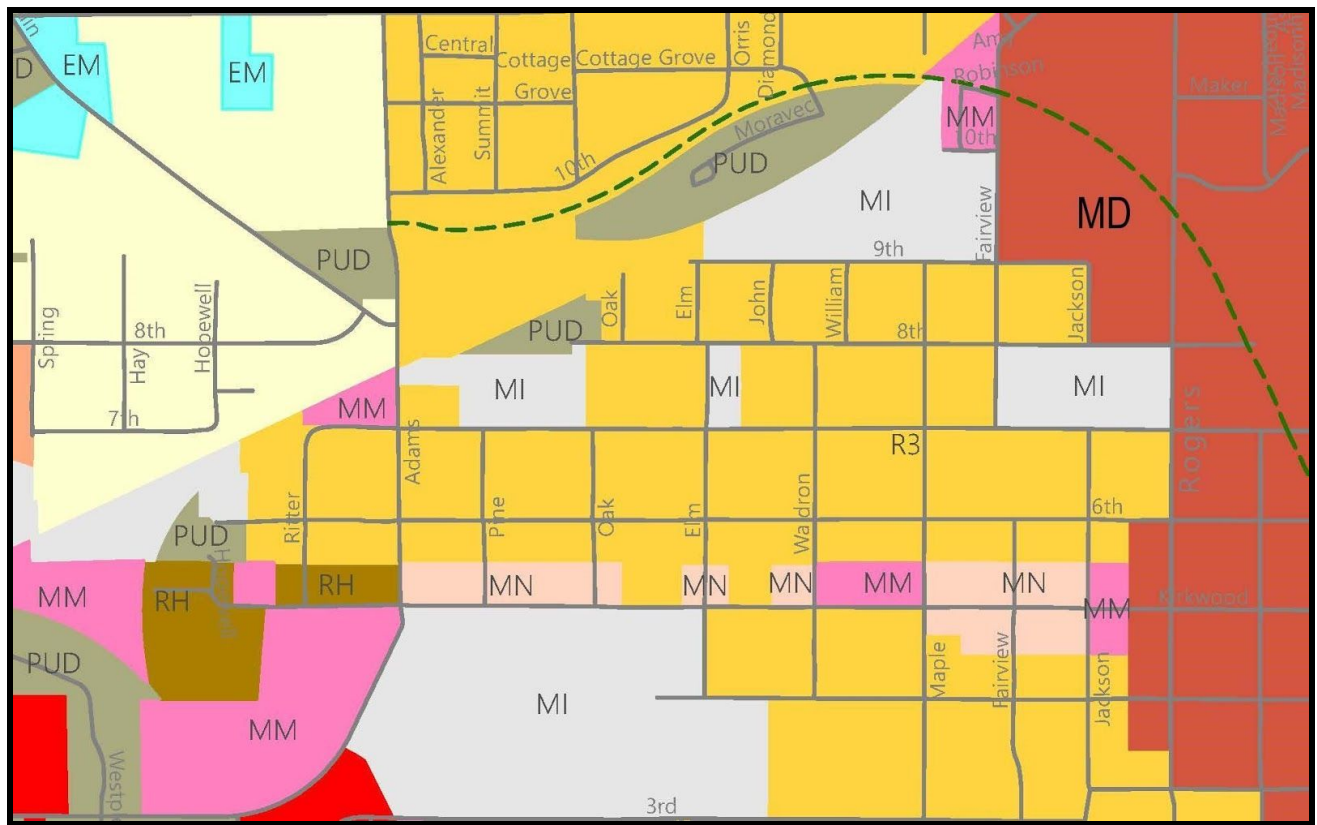 Central
Cottage
Cottage Grove
Orris
Diamond
Grove
Alexander
Summit
Moravec
10th
PUD
EM
EM
D
Robinson
Maker
MM
10th
MI
MD
Fairview
9th
PUD
Spring
8th
Hay
Hopewell
7th
PUD
Oak
Elm
John
William
8th
Jackson
MM
MI
MI
MI
Adams
R3
Rogers
Ritter
Pine
Oak
Elm
Waldron
6th
PUD
MM
RH
RH
MN
MN
MN
MM
MN
MM
Kirkwood
PUD
MM
MI
Maple
Fairview
Jackson
3rd